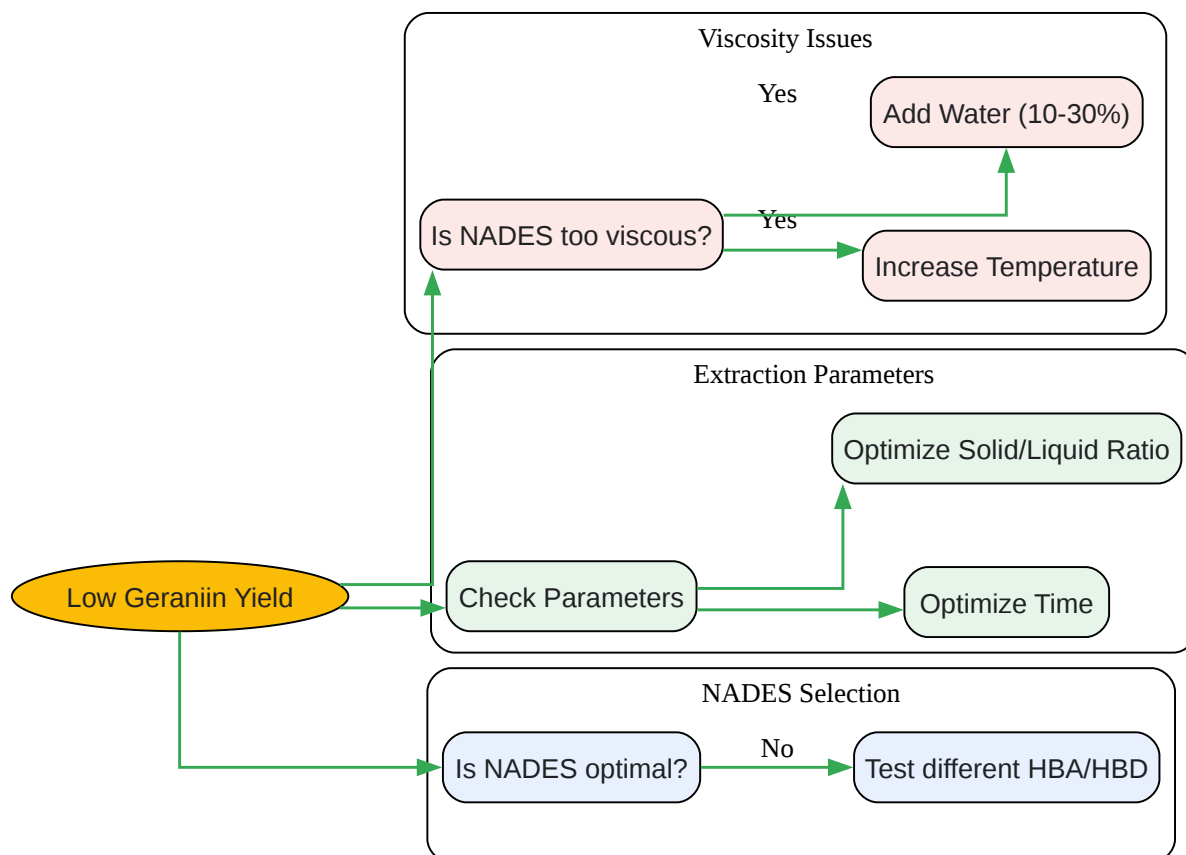 Viscosity Issues
Yes
Add Water (10-30%)
Is NADES too viscous?
Yes
Increase Temperature
Extraction Parameters
Optimize Solid/Liquid Ratio
Low Geraniin Yield
Check Parameters
Optimize Time
NADES Selection
Is NADES optimal?
No
Test different HBA/HBD